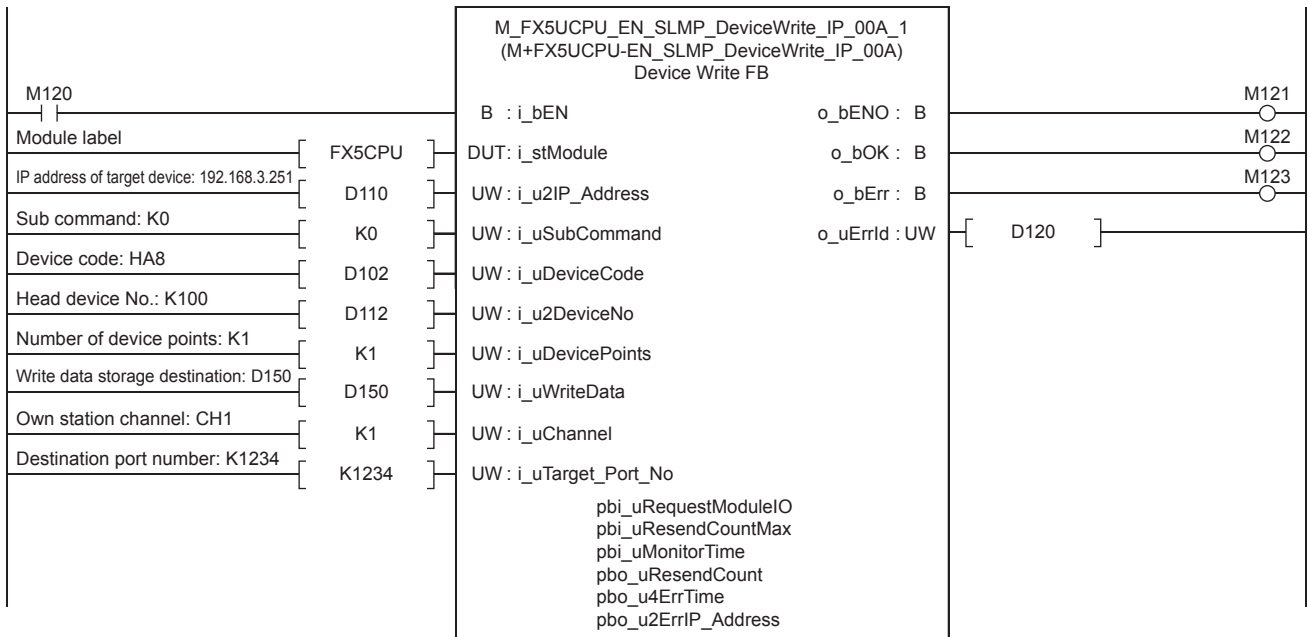 M_FX5UCPU_EN_SLMP_DeviceWrite_IP_00A_1
(M+FX5UCPU-EN_SLMP_DeviceWrite_IP_00A)
Device Write FB
M120
B : i_bEN
o_bENO : B
M121
Module label
FX5CPU
DUT: i_stModule
o_bOK : B
M122
IP address of target device: 192.168.3.251
D110
UW : i_u2IP_Address
o_bErr : B
M123
Sub command: K0
K0
UW : i_uSubCommand
o_uErrId : UW
D120
Device code: HA8
D102
UW : i_uDeviceCode
Head device No.: K100
D112
UW : i_u2DeviceNo
Number of device points: K1
K1
UW : i_uDevicePoints
Write data storage destination: D150
D150
UW : i_uWriteData
Own station channel: CH1
K1
UW : i_uChannel
Destination port number: K1234
K1234
UW : i_uTarget_Port_No
pbi_uRequestModuleIO
pbi_uResendCountMax
pbi_uMonitorTime
pbo_uResendCount
pbo_u4ErrTime
pbo_u2ErrIP_Address